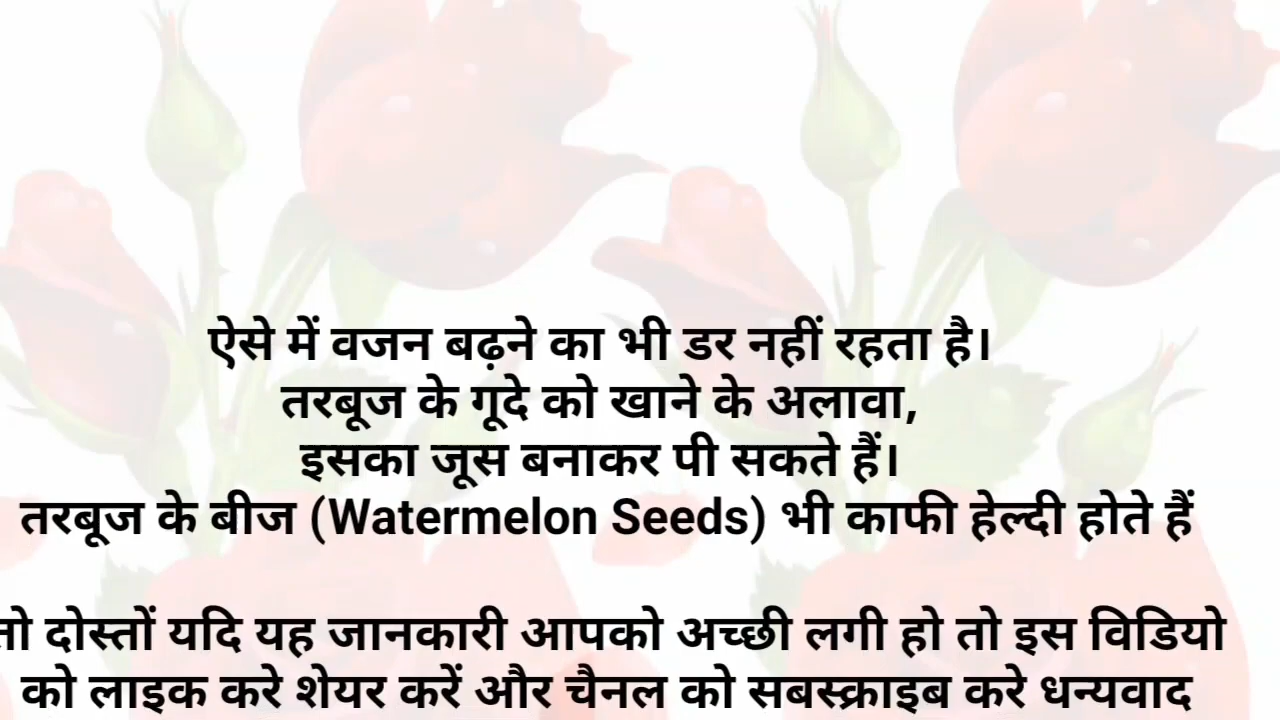 ऐसे में वजन बढ़ने का भी डर नहीं रहता है।
तरबूज के गूदे को खाने के अलावा,
इसका जूस बनाकर पी सकते हैं।
तरबूज के बीज (Watermelon Seeds) भी काफी हेल्दी होते हैं
तो दोस्तों यदि यह जानकारी आपको अच्छी लगी हो तो इस विडियो
को लाइक करे शेयर करें और चैनल को सबस्क्राइब करे धन्यवाद